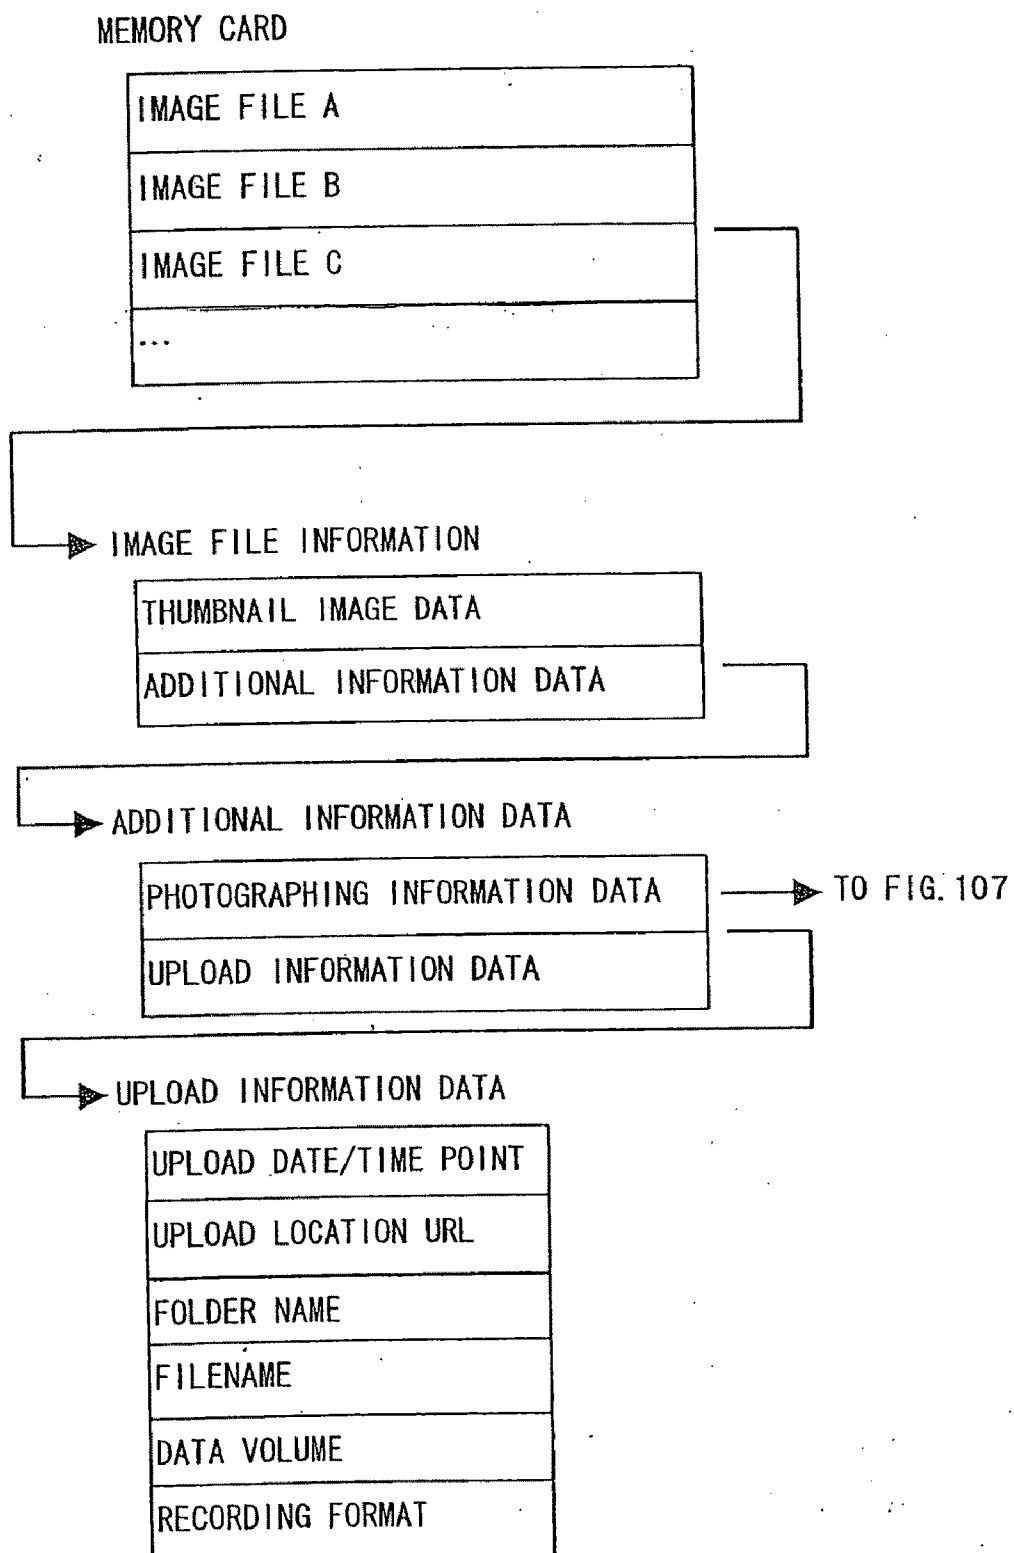 MEMORY CARD
IMAGE FILE A
IMAGE FILE B
IMAGE FILE C
...
IMAGE FILE INFORMATION
THUMBNAIL IMAGE DATA
ADDITIONAL INFORMATION DATA
ADDITIONAL INFORMATION DATA
PHOTOGRAPHING INFORMATION DATA
TO FIG. 107
UPLOAD INFORMATION DATA
UPLOAD INFORMATION DATA
UPLOAD DATE/TIME POINT
UPLOAD LOCATION URL
FOLDER NAME
FILENAME
DATA VOLUME
RECORDING FORMAT